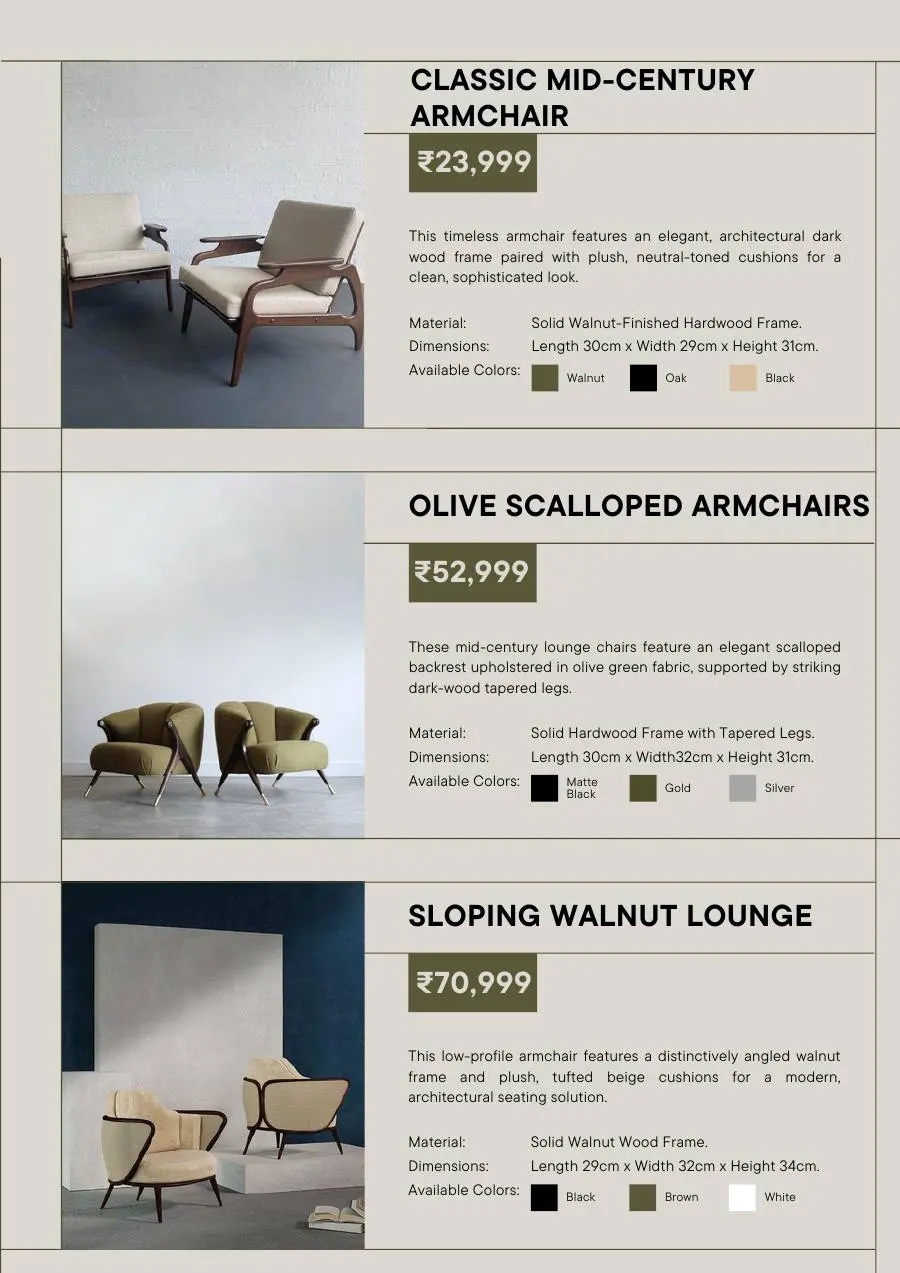 CLASSIC MID-CENTURY
ARMCHAIR
₹23,999
This timeless armchair features an elegant, architectural dark
wood frame paired with plush, neutral-toned cushions for a
clean, sophisticated look.
Material: Solid Walnut-Finished Hardwood Frame.
Dimensions: Length 30cm x Width 29cm x Height 31cm.
Available Colors: Walnut Oak Black
OLIVE SCALLOPED ARMCHAIRS
₹52,999
These mid-century lounge chairs feature an elegant scalloped
backrest upholstered in olive green fabric, supported by striking
dark-wood tapered legs.
Material: Solid Hardwood Frame with Tapered Legs.
Dimensions: Length 30cm x Width32cm x Height 31cm.
Available Colors: Matte Gold Silver
Black
SLOPING WALNUT LOUNGE
₹70,999
This low-profile armchair features a distinctively angled walnut
frame and plush, tufted beige cushions for a modern,
architectural seating solution.
Material: Solid Walnut Wood Frame.
Dimensions: Length 29cm x Width 32cm x Height 34cm.
Available Colors: Black Brown White